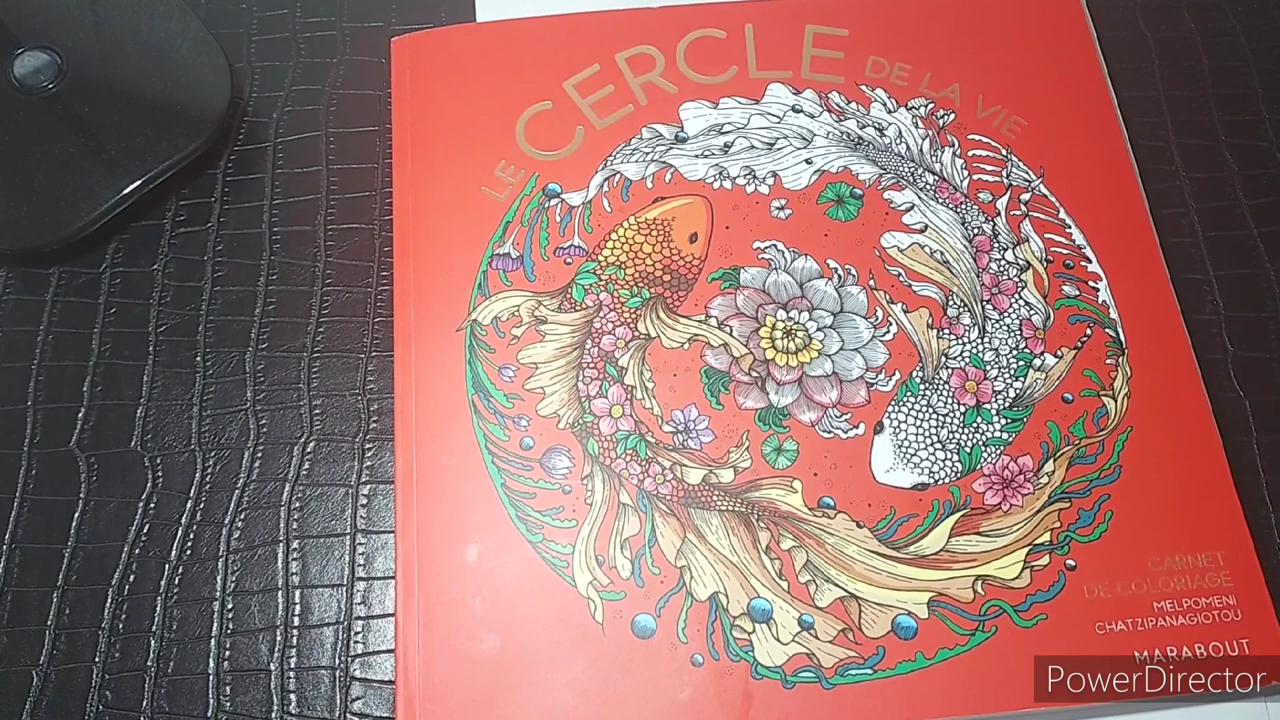 LE CERCLE DE LA VIE
CARNET
DE COLORIAGE
MELPOMENI
CHATZIPANAGIOTOU
MARABOUT
PowerDirector